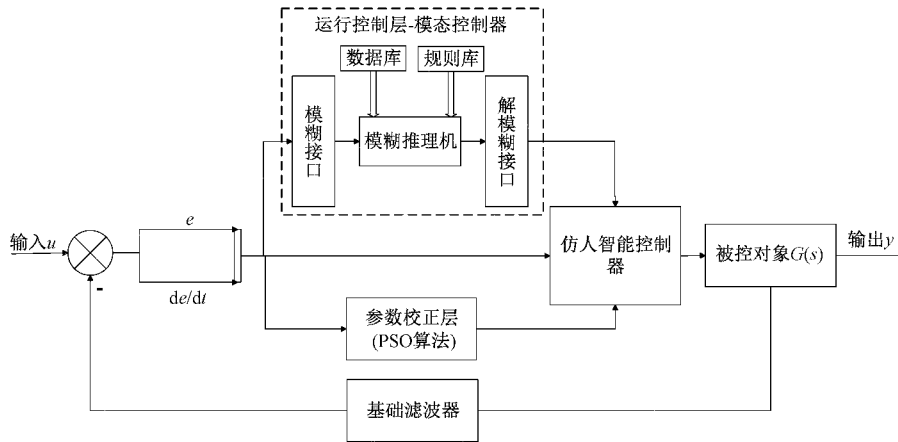 运行控制层-模态控制器
数据库
规则库
模糊接口
模糊推理机
解模糊接口
e
输入u
-
de/dt
仿人智能控制
器
被控对象G(s)
输出y
参数校正层
(PSO算法)
基础滤波器